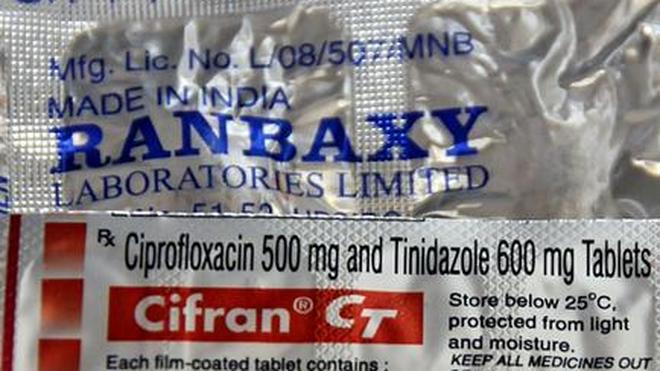 Mfg. Lic. No. L/08/507/MNB
MADE IN INDIA
RANBAXY
LABORATORIES LIMITED
℞ Ciprofloxacin 500 mg and Tinidazole 600 mg Tablets
Cifran® CT
Store below 25°C,
protected from light
and moisture.
KEEP ALL MEDICINES OUT
Each film-coated tablet contains :